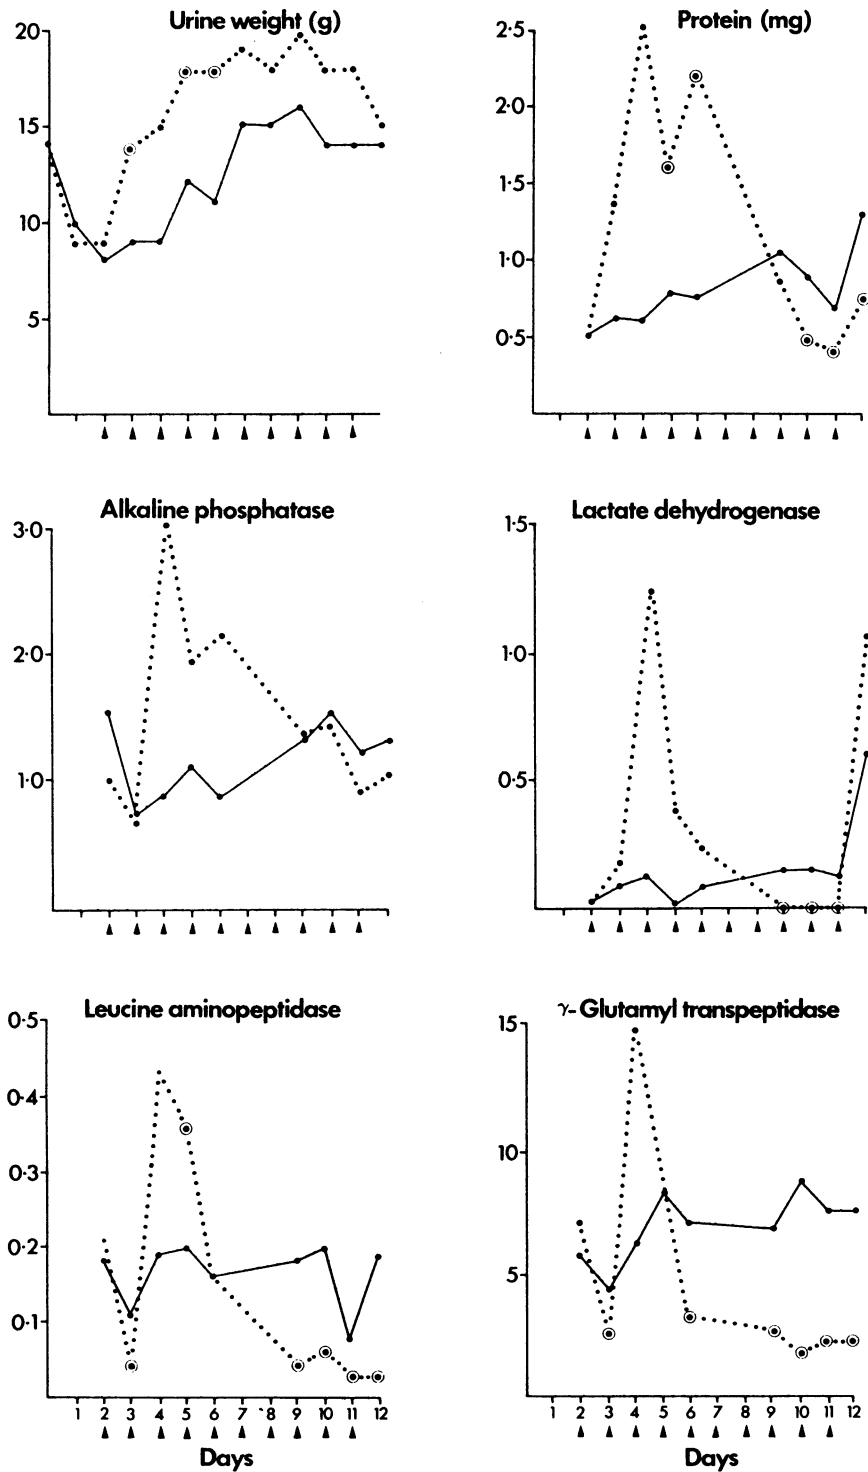 Urine weight (g)
20
15
10
5
Protein (mg)
2·5
2·0
1·5
1·0
0·5
Alkaline phosphatase
3·0
2·0
1·0
Lactate dehydrogenase
1·5
1·0
0·5
Leucine aminopeptidase
0·5
0·4
0·3
0·2
0·1
1 2 3 4 5 6 7 8 9 10 11 12
Days
γ-Glutamyl transpeptidase
15
10
5
1 2 3 4 5 6 7 8 9 10 11 12
Days